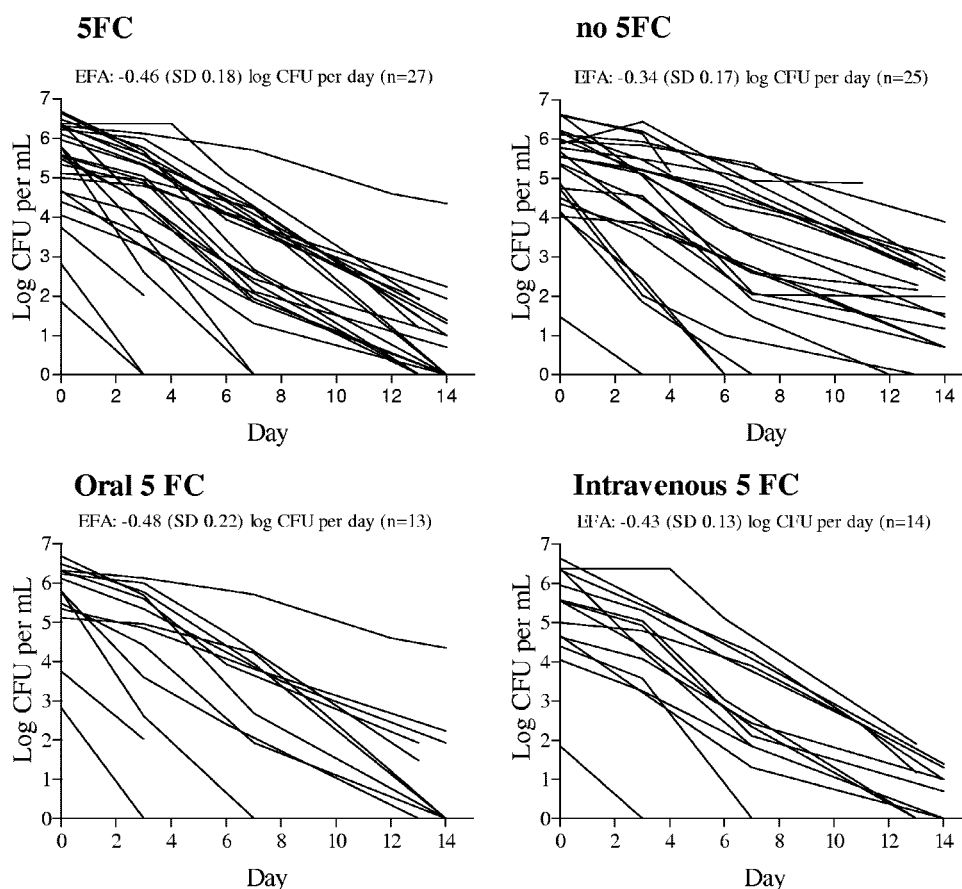 5FC
EFA: -0.46 (SD 0.18) log CFU per day (n=27)
Log CFU per mL
7
6
5
4
3
2
1
0
0 2 4 6 8 10 12 14
Day
no 5FC
EFA: -0.34 (SD 0.17) log CFU per day (n=25)
Log CFU per mL
7
6
5
4
3
2
1
0
0 2 4 6 8 10 12 14
Day
Oral 5 FC
EFA: -0.48 (SD 0.22) log CFU per day (n=13)
Log CFU per mL
7
6
5
4
3
2
1
0
0 2 4 6 8 10 12 14
Day
Intravenous 5 FC
EFA: -0.43 (SD 0.13) log CFU per day (n=14)
Log CFU per mL
7
6
5
4
3
2
1
0
0 2 4 6 8 10 12 14
Day